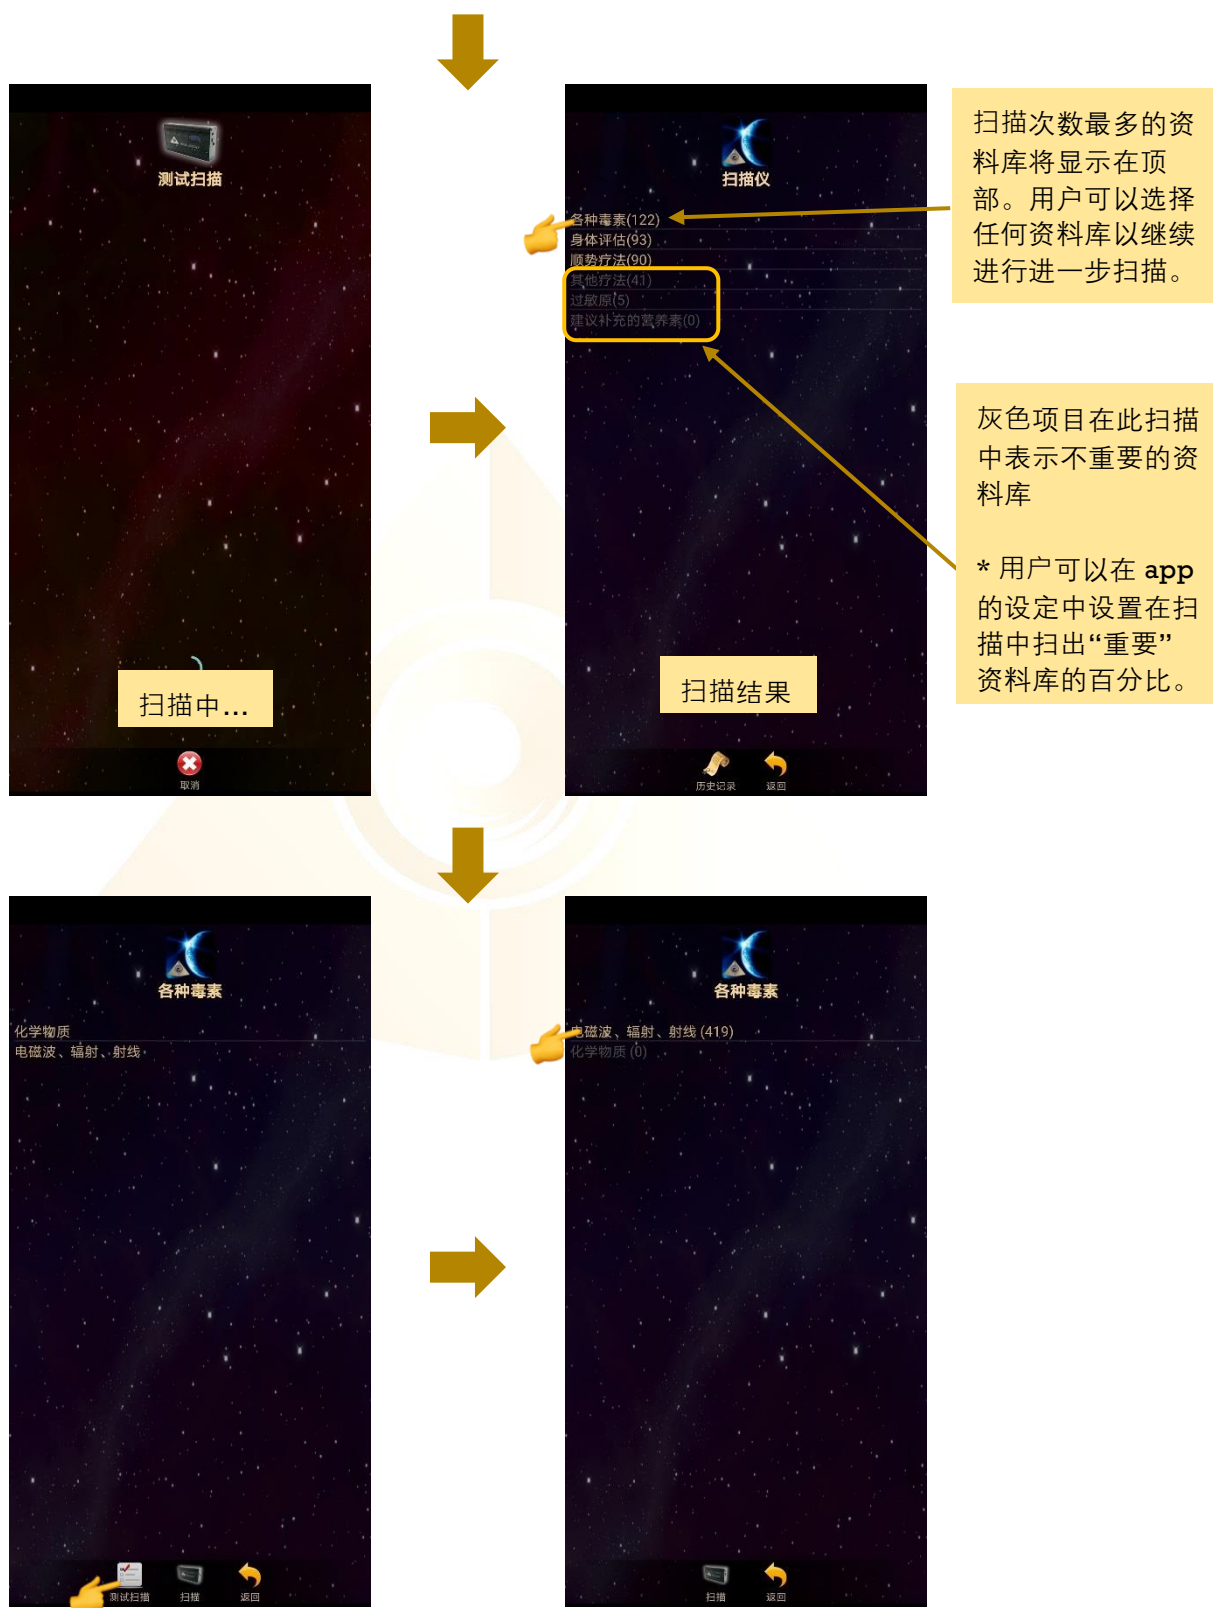 测试扫描
扫描中...
取消
扫描仪
各种毒素(122)
身体评估(93)
顺势疗法(90)
其他疗法(41)
过敏原(5)
建议补充的营养素(0)
扫描结果
历史记录 返回
扫描次数最多的资
料库将显示在顶
部。用户可以选择
任何资料库以继续
进行进一步扫描。
灰色项目在此扫描
中表示不重要的资
料库
* 用户可以在 app
的设定中设置在扫
描中扫出“重要”
资料库的百分比。
各种毒素
化学物质
电磁波、辐射、射线
测试扫描 扫描 返回
各种毒素
电磁波、辐射、射线 (419)
化学物质 (0)
扫描 返回